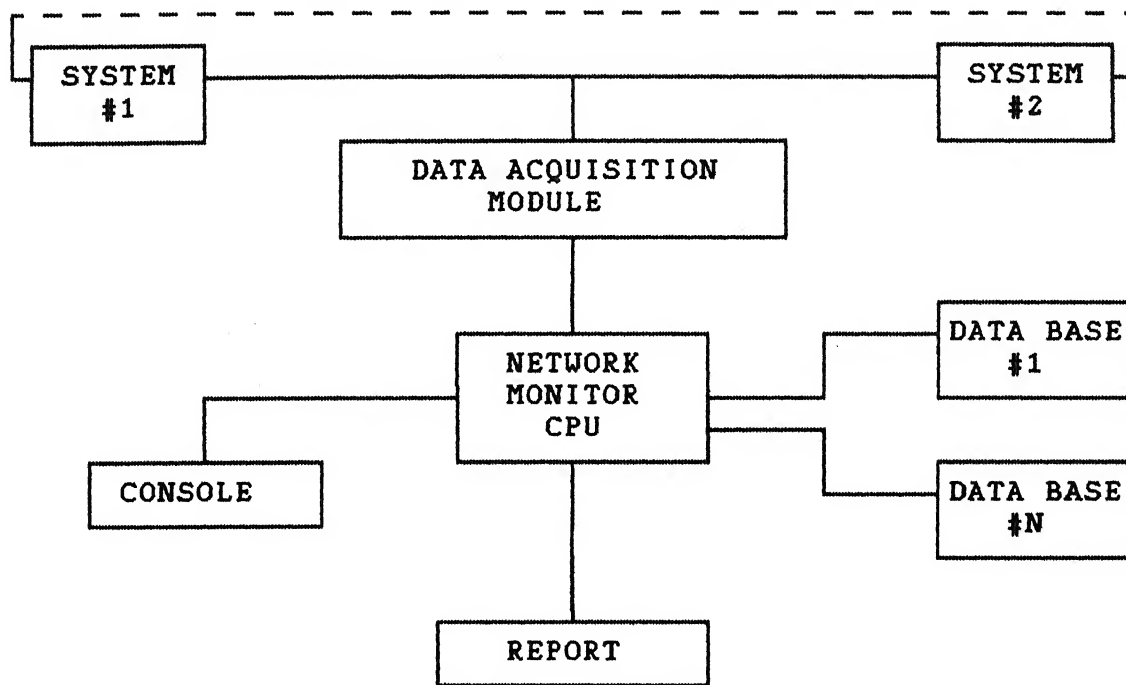 SYSTEM
#1
SYSTEM
#2
DATA ACQUISITION
MODULE
NETWORK
MONITOR
CPU
DATA BASE
#1
CONSOLE
DATA BASE
#N
REPORT